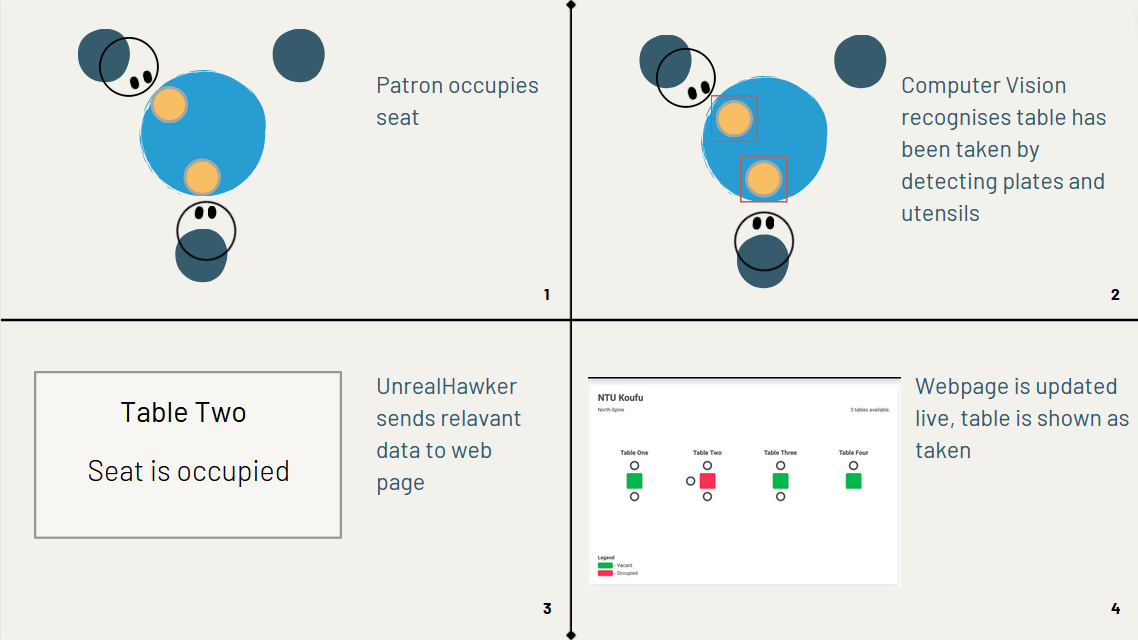 Patron occupies
seat
1
Computer Vision
recognises table has
been taken by
detecting plates and
utensils
2
Table Two
Seat is occupied
UnrealHawker
sends relavant
data to web
page
3
NTU Koufu
North-Spine
3 tables available.
Table One
Table Two
Table Three
Table Four
Legend
- Vacant
- Occupied
Webpage is updated
live, table is shown as
taken
4